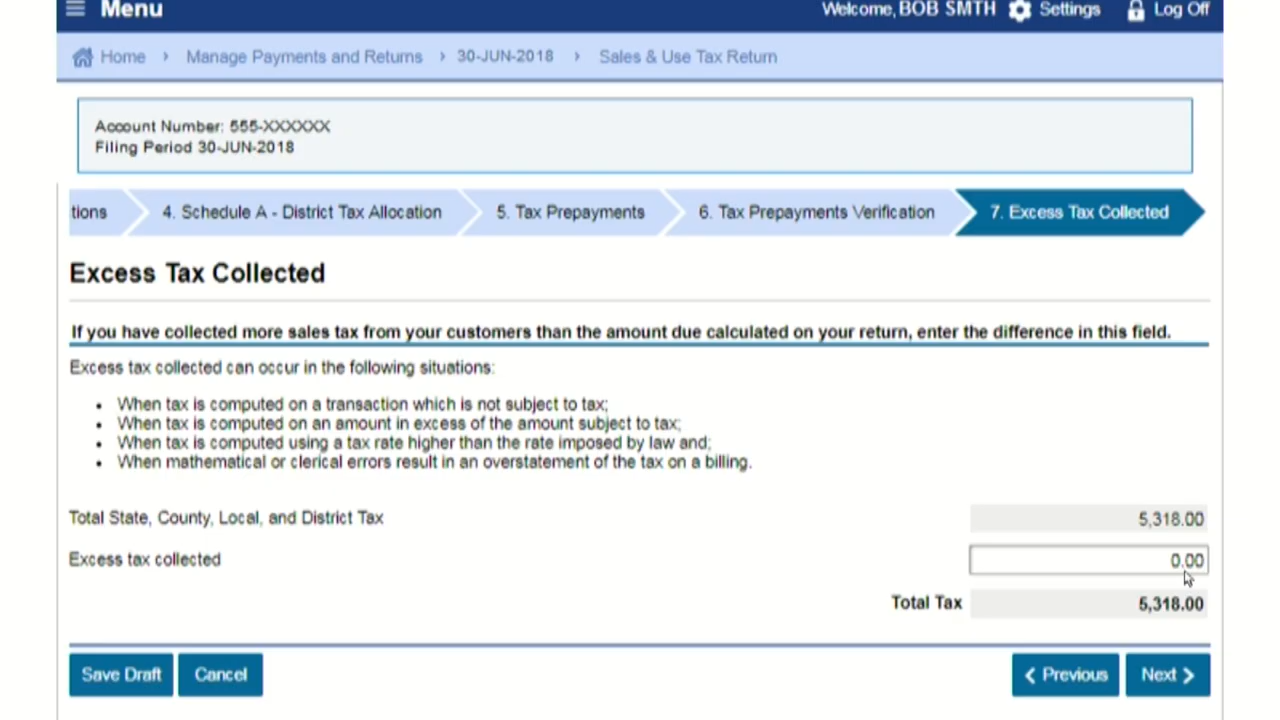 Menu
Welcome, BOB SMTH Settings Log Off
Home > Manage Payments and Returns > 30-JUN-2018 > Sales & Use Tax Return
Account Number: 555-XXXXXX
Filing Period 30-JUN-2018
tions 4. Schedule A - District Tax Allocation 5. Tax Prepayments 6. Tax Prepayments Verification 7. Excess Tax Collected
Excess Tax Collected
If you have collected more sales tax from your customers than the amount due calculated on your return, enter the difference in this field.
Excess tax collected can occur in the following situations:
• When tax is computed on a transaction which is not subject to tax;
• When tax is computed on an amount in excess of the amount subject to tax;
• When tax is computed using a tax rate higher than the rate imposed by law and;
• When mathematical or clerical errors result in an overstatement of the tax on a billing.
Total State, County, Local, and District Tax 5,318.00
Excess tax collected 0.00
Total Tax 5,318.00
Save Draft Cancel < Previous Next >